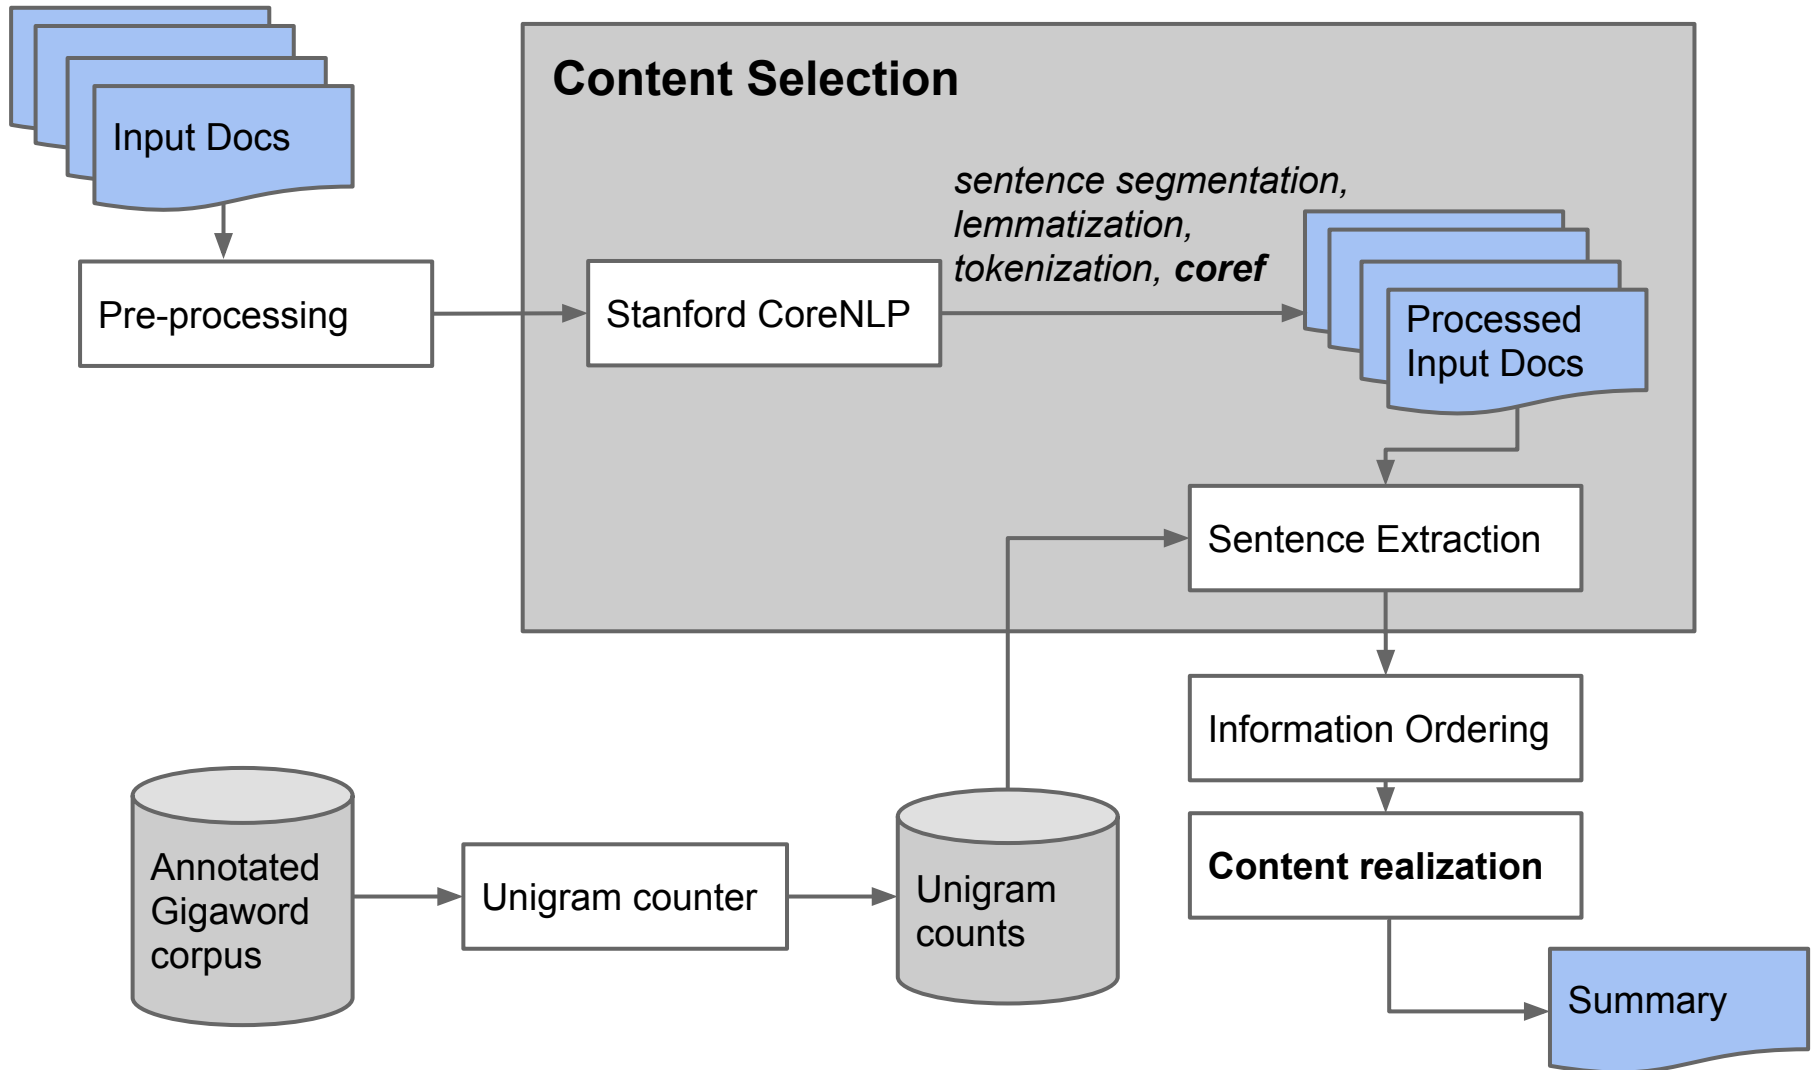 Input Docs
Content Selection
sentence segmentation,
lemmatization,
tokenization, coref
Pre-processing
Stanford CoreNLP
Processed
Input Docs
Sentence Extraction
Information Ordering
Annotated
Gigaword
corpus
Unigram counter
Unigram
counts
Content realization
Summary